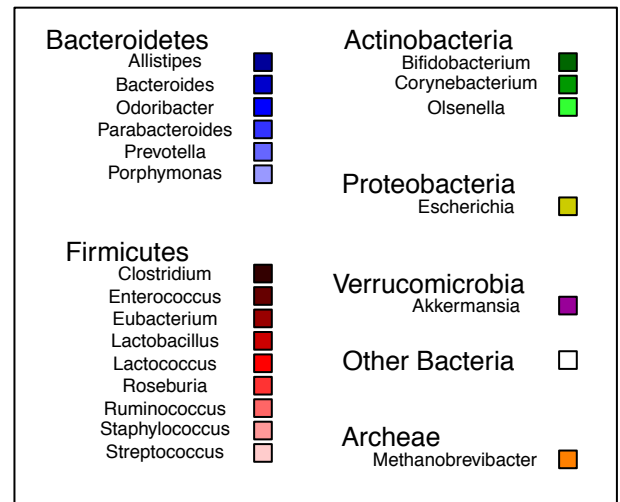 Bacteroidetes
Allistipes
Bacteroides
Odoribacter
Parabacteroides
Prevotella
Porphymonas
Firmicutes
Clostridium
Enterococcus
Eubacterium
Lactobacillus
Lactococcus
Roseburia
Ruminococcus
Staphylococcus
Streptococcus
Actinobacteria
Bifidobacterium
Corynebacterium
Olsenella
Proteobacteria
Escherichia
Verrucomicrobia
Akkermansia
Other Bacteria
Archeae
Methanobrevibacter